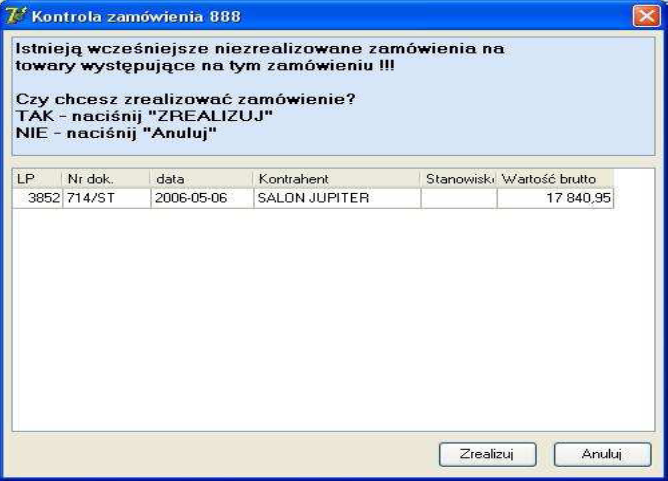 Kontrola zamówienia 888
Istnieją wcześniejsze niezrealizowane zamówienia na
towary występujące na tym zamówieniu !!!
Czy chcesz zrealizować zamówienie?
TAK - naciśnij "ZREALIZUJ"
NIE - naciśnij "Anuluj"
LP Nr dok. data Kontrahent Stanowisk Wartość brutto
3852 714/ST 2006-05-06 SALON JUPITER 17 840,95
Zrealizuj Anuluj